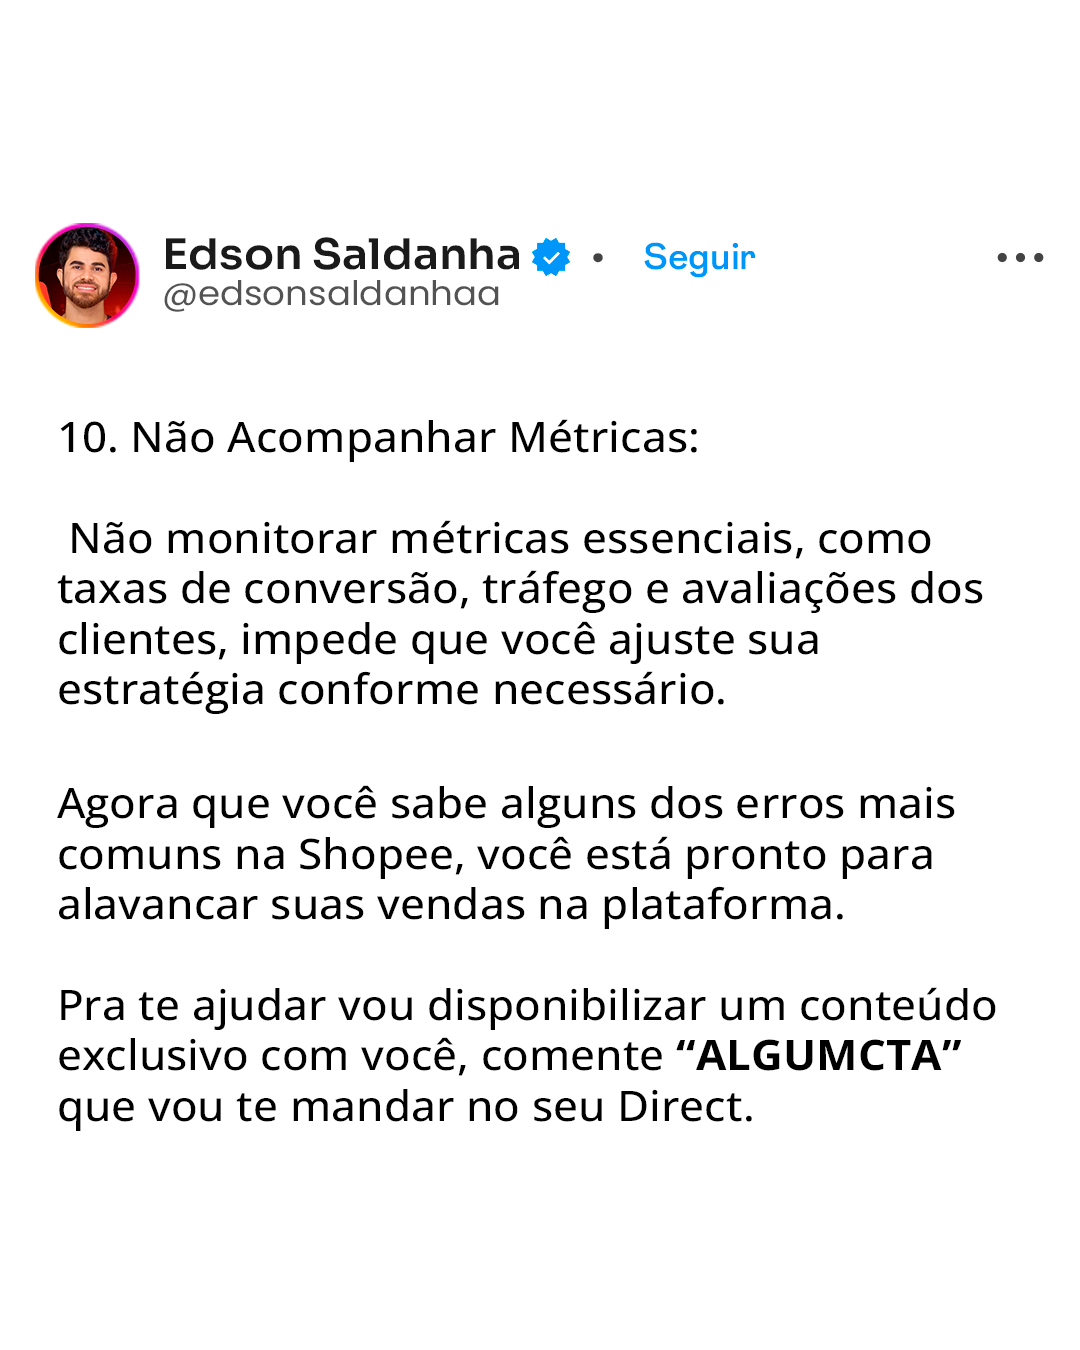 Edson Saldanha • Seguir
@edsonsaldanhaa
10. Não Acompanhar Métricas:
Não monitorar métricas essenciais, como
taxas de conversão, tráfego e avaliações dos
clientes, impede que você ajuste sua
estratégia conforme necessário.
Agora que você sabe alguns dos erros mais
comuns na Shopee, você está pronto para
alavancar suas vendas na plataforma.
Pra te ajudar vou disponibilizar um conteúdo
exclusivo com você, comente “ALGUMCTA”
que vou te mandar no seu Direct.